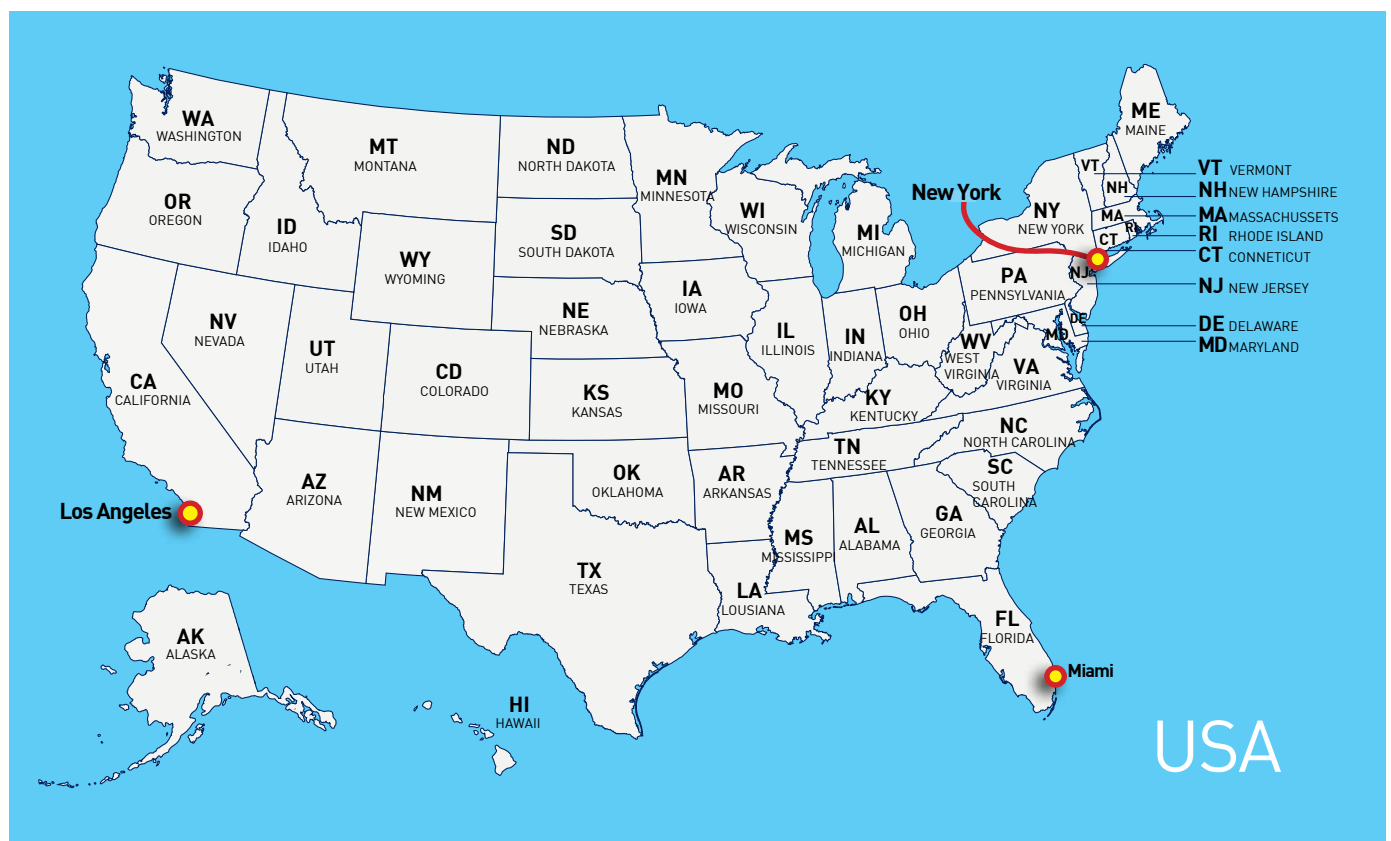 WA
WASHINGTON
OR
OREGON
ID
IDAHO
MT
MONTANA
ND
NORTH DAKOTA
MN
MINNESOTA
SD
SOUTH DAKOTA
WY
WYOMING
WI
WISCONSIN
MI
MICHIGAN
New York
NY
NEW YORK
ME
MAINE
VT
NH
MA
RI
CT
NJ
DE
MD
VT VERMONT
NH NEW HAMPSHIRE
MA MASSACHUSSETS
RI RHODE ISLAND
CT CONNETICUT
NJ NEW JERSEY
DE DELAWARE
MD MARYLAND
NV
NEVADA
UT
UTAH
CA
CALIFORNIA
CD
COLORADO
NE
NEBRASKA
KS
KANSAS
IA
IOWA
MO
MISSOURI
IL
ILLINOIS
IN
INDIANA
OH
OHIO
PA
PENNSYLVANIA
WV
WEST
VIRGINIA
VA
VIRGINIA
KY
KENTUCKY
NC
NORTH CAROLINA
TN
TENNESSEE
SC
SOUTH
CAROLINA
AZ
ARIZONA
NM
NEW MEXICO
OK
OKLAHOMA
AR
ARKANSAS
MS
MISSISSIPPI
AL
ALABAMA
GA
GEORGIA
TX
TEXAS
LA
LOUSIANA
FL
FLORIDA
Los Angeles
Miami
AK
ALASKA
HI
HAWAII
USA